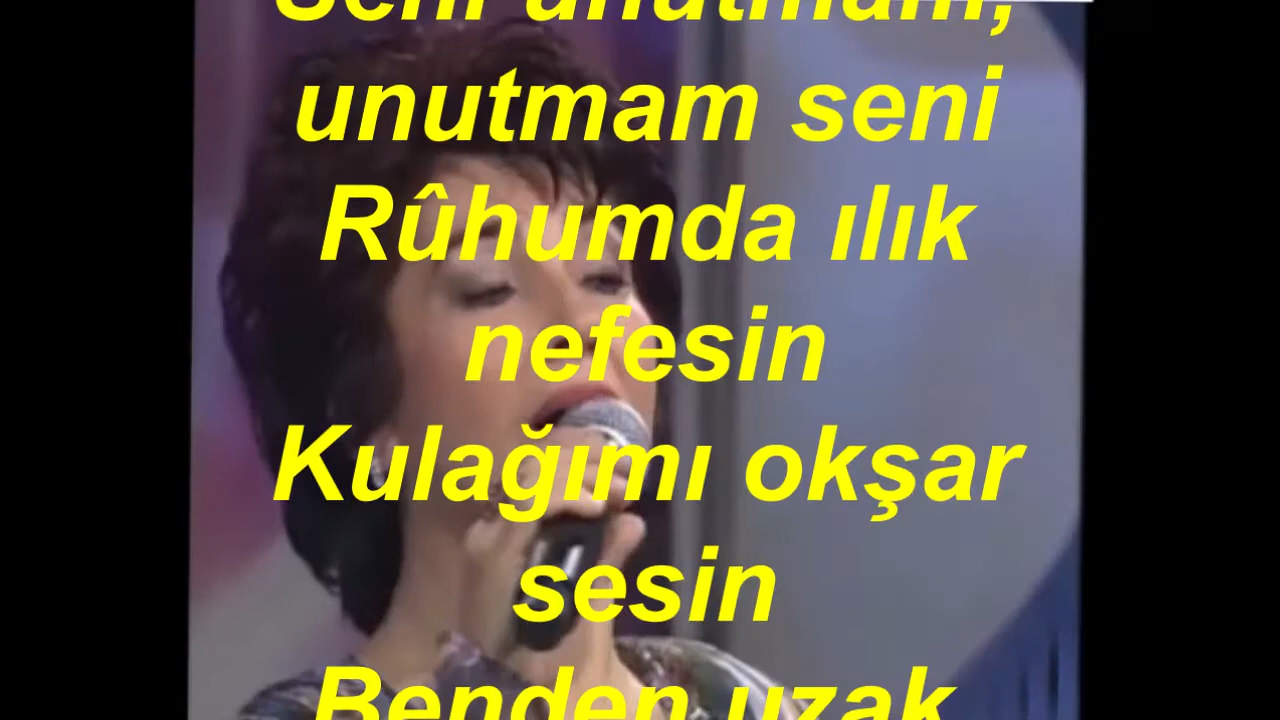 Seni unutmam,
unutmam seni
Rûhumda ılık
nefesin
Kulağımı okşar
sesin
Benden uzak